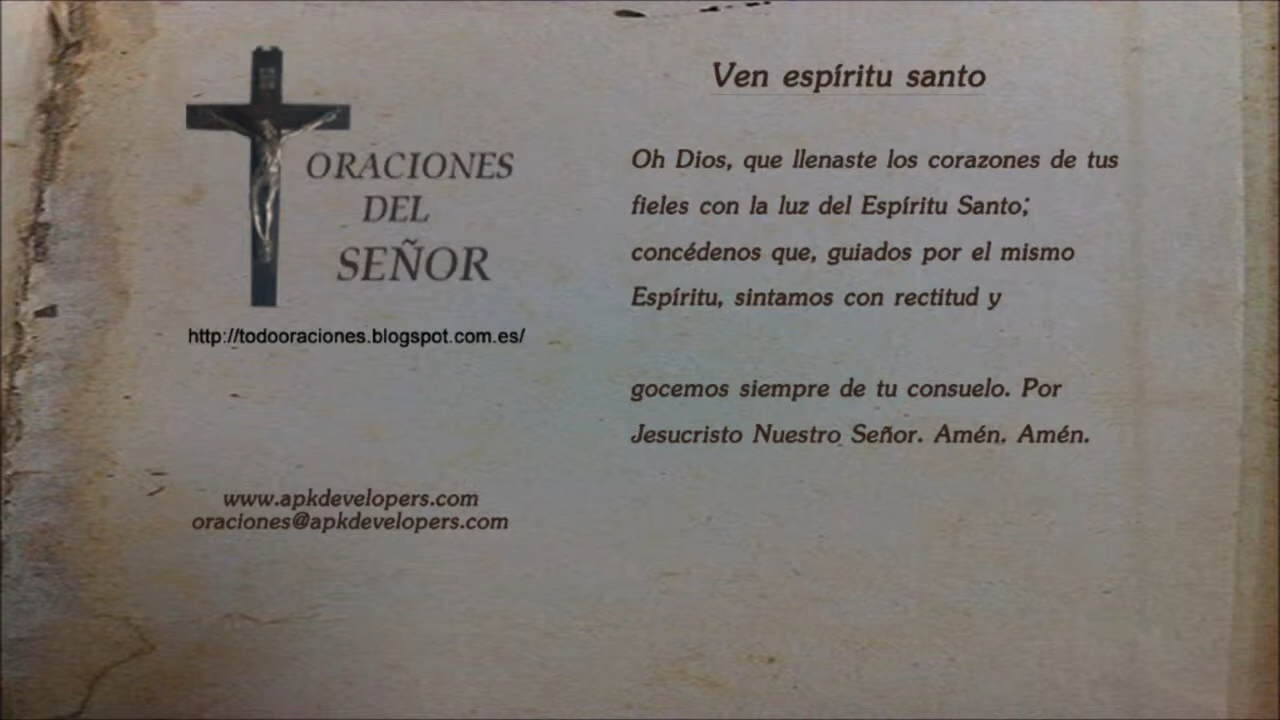 ORACIONES
DEL
SEÑOR
http://todooraciones.blogspot.com.es/
www.apkdevelopers.com
oraciones@apkdevelopers.com
Ven espíritu santo
Oh Dios, que llenaste los corazones de tus
fieles con la luz del Espíritu Santo;
concédenos que, guiados por el mismo
Espíritu, sintamos con rectitud y
gocemos siempre de tu consuelo. Por
Jesucristo Nuestro Señor. Amén. Amén.